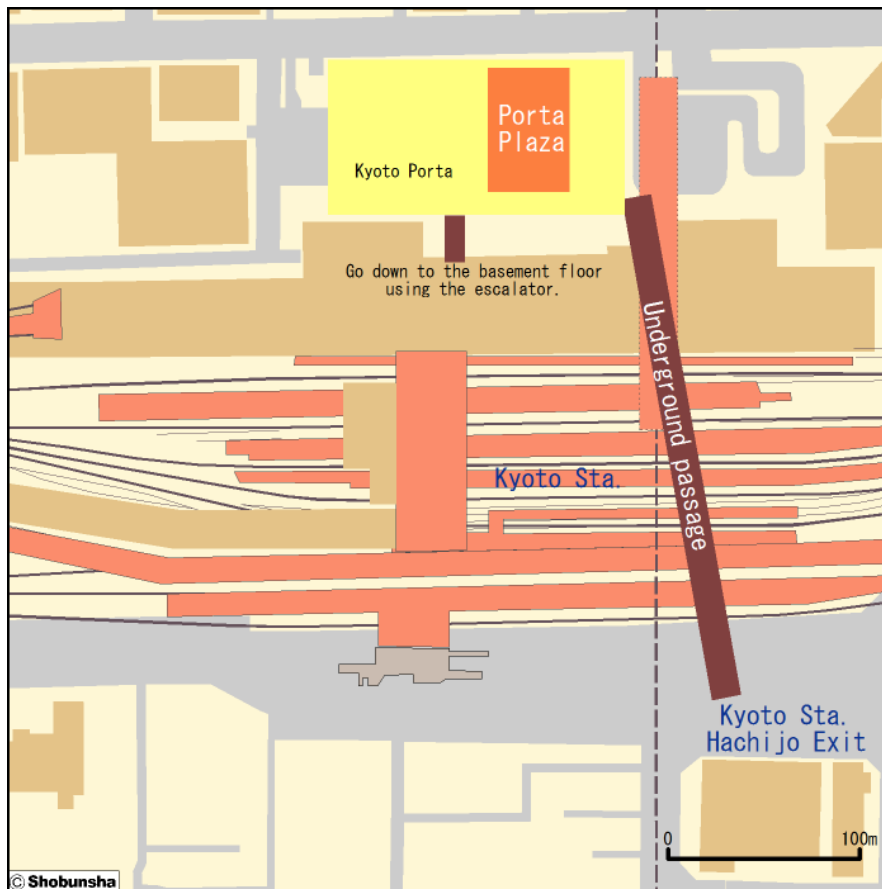 Porta
Plaza
Kyoto Porta
Go down to the basement floor
using the escalator.
Underground passage
Kyoto Sta.
Kyoto Sta.
Hachijo Exit
0
100m
© Shobunsha